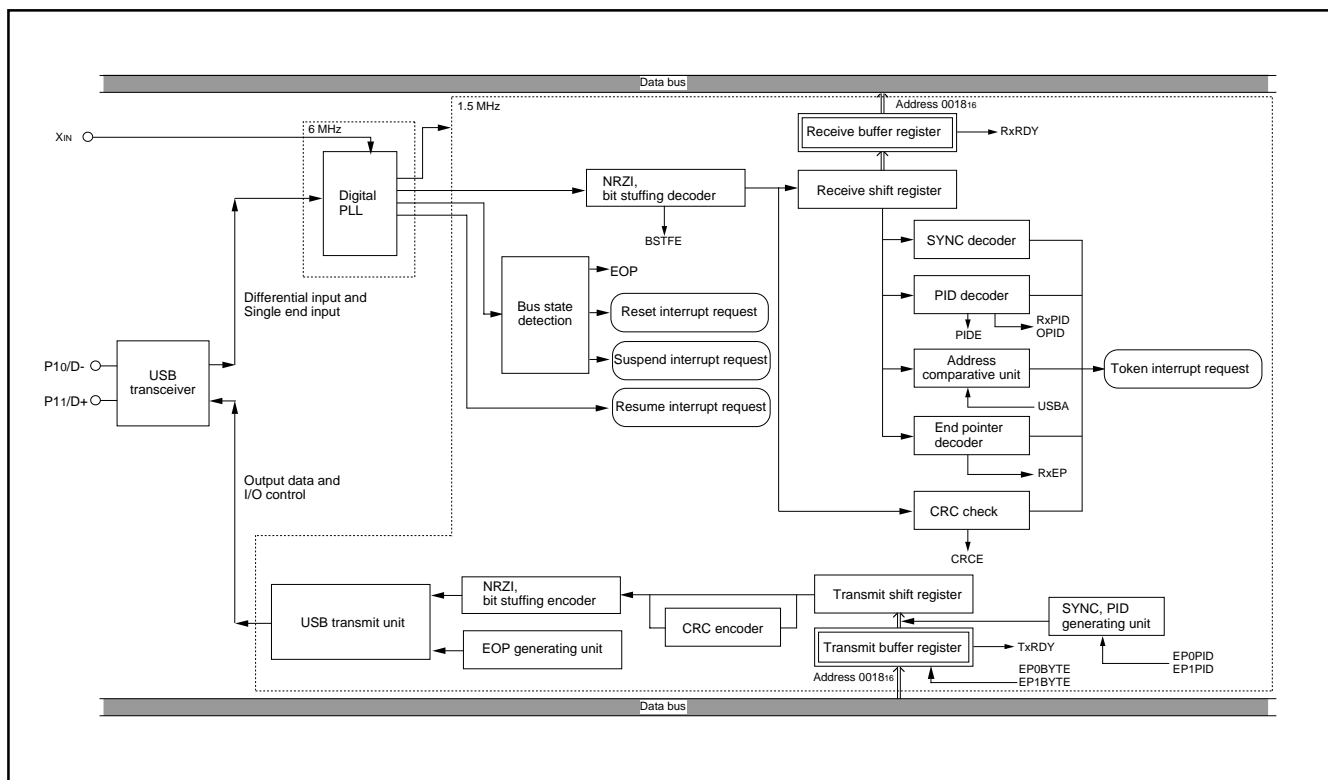 Data bus
1.5 MHz
Address 001816
6 MHz
Receive buffer register
RxRDY
XIN
Digital
PLL
NRZI,
bit stuffing decoder
Receive shift register
BSTFE
SYNC decoder
EOP
Bus state
detection
Reset interrupt request
PID decoder
RxPID
OPID
PIDE
Differential input and
Single end input
Suspend interrupt request
Address
comparative unit
Token interrupt request
P10/D-
USB
transceiver
P11/D+
Resume interrupt request
USBA
End pointer
decoder
RxEP
Output data and
I/O control
CRC check
CRCE
NRZI,
bit stuffing encoder
Transmit shift register
SYNC, PID
generating unit
USB transmit unit
CRC encoder
EOP generating unit
Transmit buffer register
TxRDY
EP0PID
EP1PID
Address 001816
EP0BYTE
EP1BYTE
Data bus